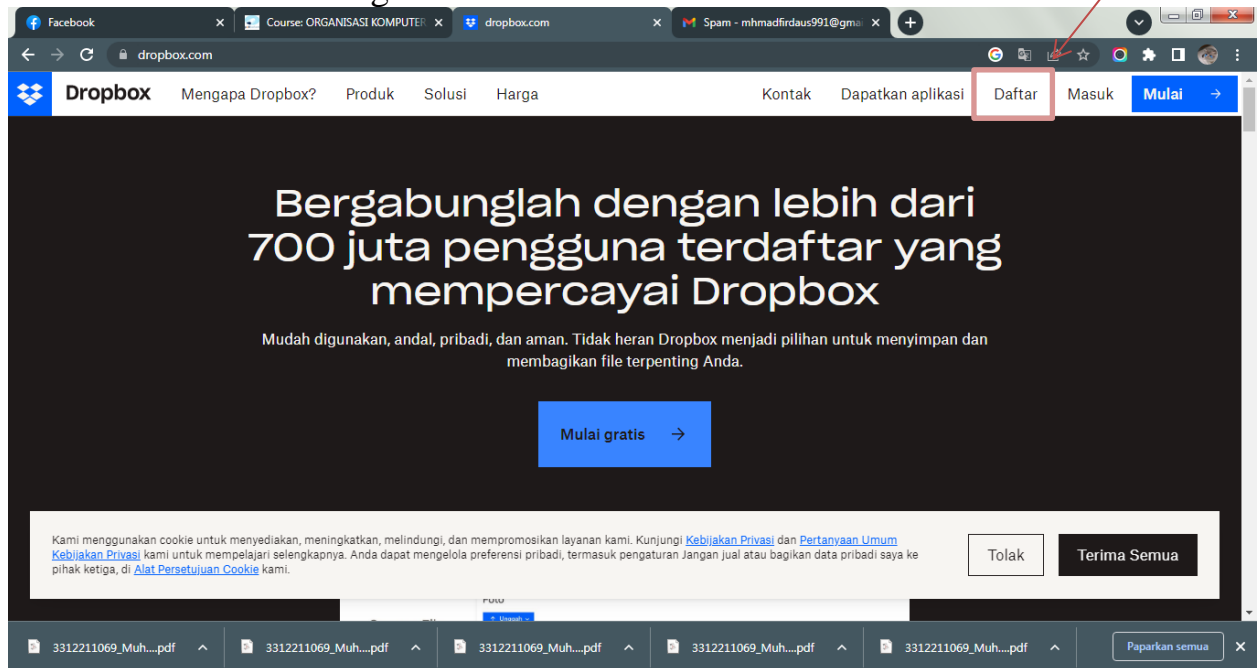 Facebook
Course: ORGANISASI KOMPUTER
dropbox.com
Spam - mhmadfirdaus991@gmai
dropbox.com
Dropbox
Mengapa Dropbox?
Produk
Solusi
Harga
Kontak
Dapatkan aplikasi
Daftar
Masuk
Mulai →
Bergabunglah dengan lebih dari
700 juta pengguna terdaftar yang
mempercayai Dropbox
Mudah digunakan, andal, pribadi, dan aman. Tidak heran Dropbox menjadi pilihan untuk menyimpan dan
membagikan file terpenting Anda.
Mulai gratis →
Kami menggunakan cookie untuk menyediakan, meningkatkan, melindungi, dan mempromosikan layanan kami. Kunjungi Kebijakan Privasi dan Pertanyaan Umum
Kebijakan Privasi kami untuk mempelajari selengkapnya. Anda dapat mengelola preferensi pribadi, termasuk pengaturan Jangan jual atau bagikan data pribadi saya ke
pihak ketiga, di Alat Persetujuan Cookie kami.
Tolak
Terima Semua
Foto
Unggah
3312211069_Muh....pdf
3312211069_Muh....pdf
3312211069_Muh....pdf
3312211069_Muh....pdf
3312211069_Muh....pdf
Paparkan semua